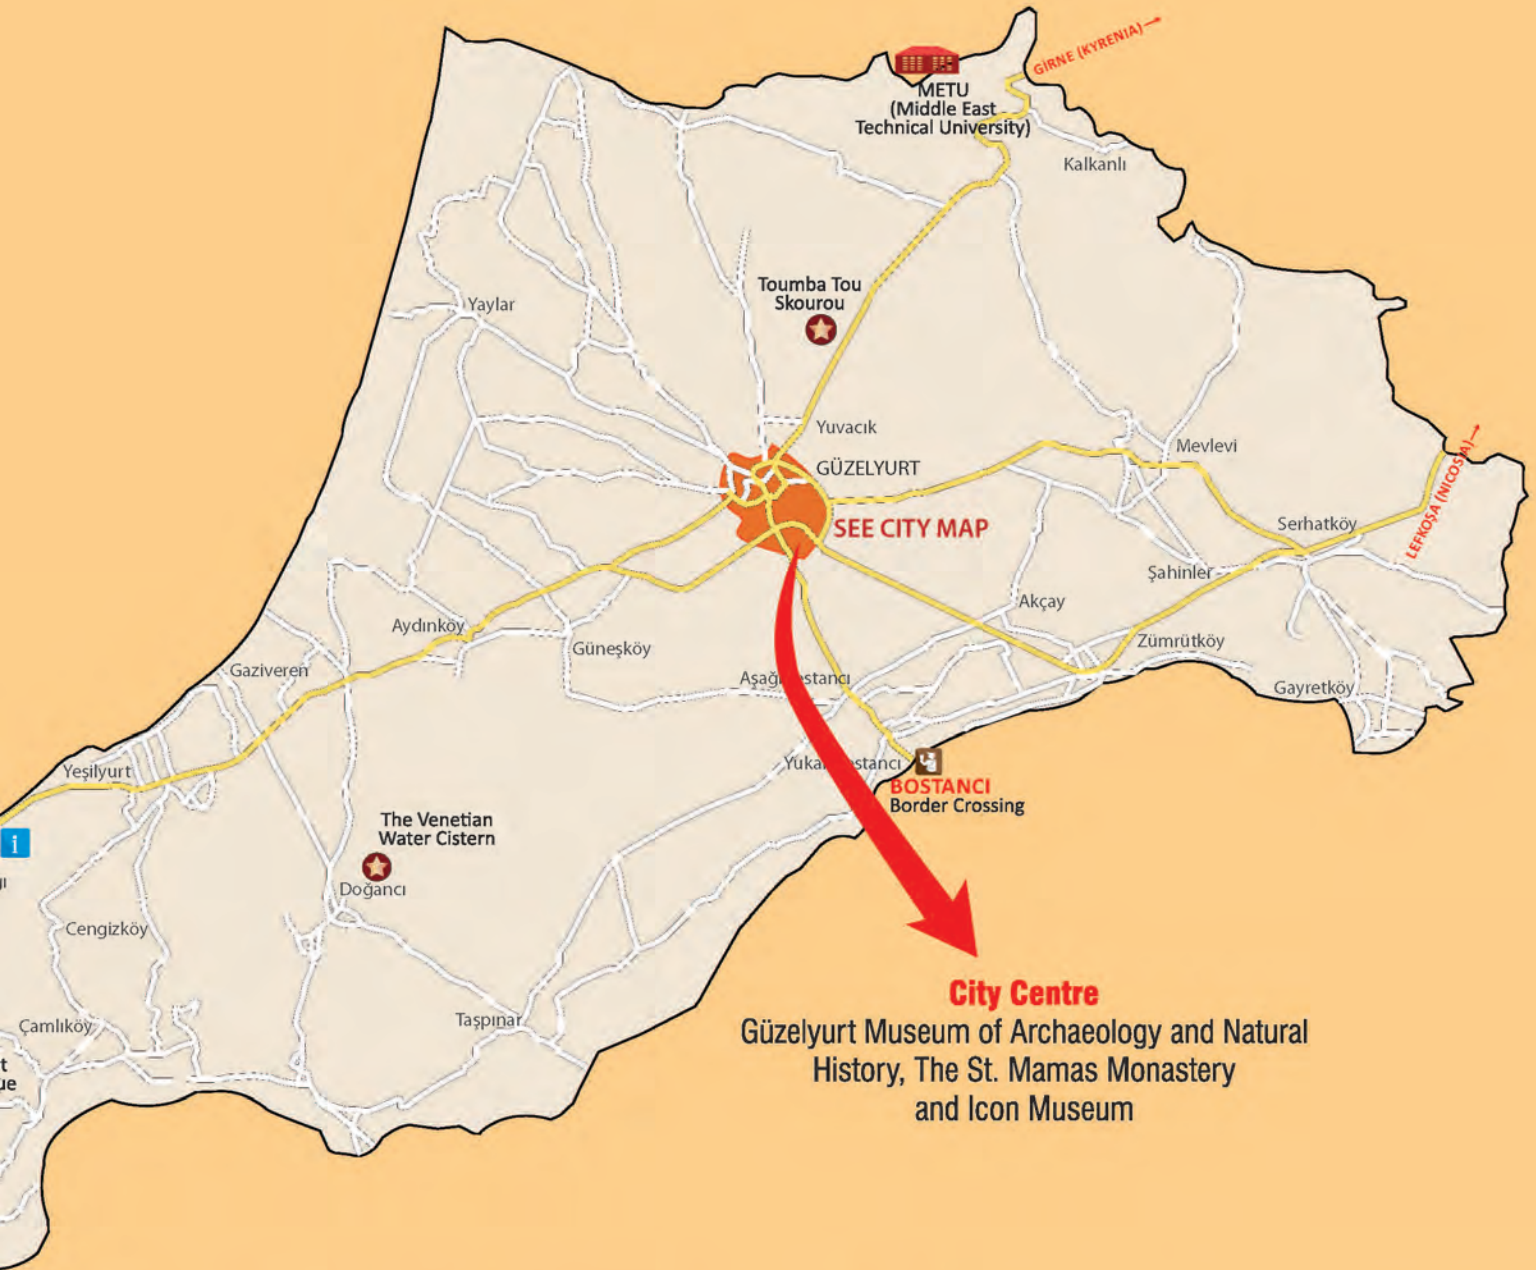 GİRNE (KYRENIA)
METU
(Middle East
Technical University)
Kalkanlı
Toumba Tou
Skourou
Yaylar
Yuvacık
GÜZELYURT
Mevlevi
LEFKOŞA (NICOSIA)
SEE CITY MAP
Serhatköy
Şahinler
Akçay
Aydınköy
Güneşköy
Zümrütköy
Gaziveren
Gayretköy
Yeşilyurt
BOSTANCI
Border Crossing
The Venetian
Water Cistern
i
Doğancı
Cengizköy
Çamlıköy
Taşpınar
City Centre
Güzelyurt Museum of Archaeology and Natural
History, The St. Mamas Monastery
and Icon Museum